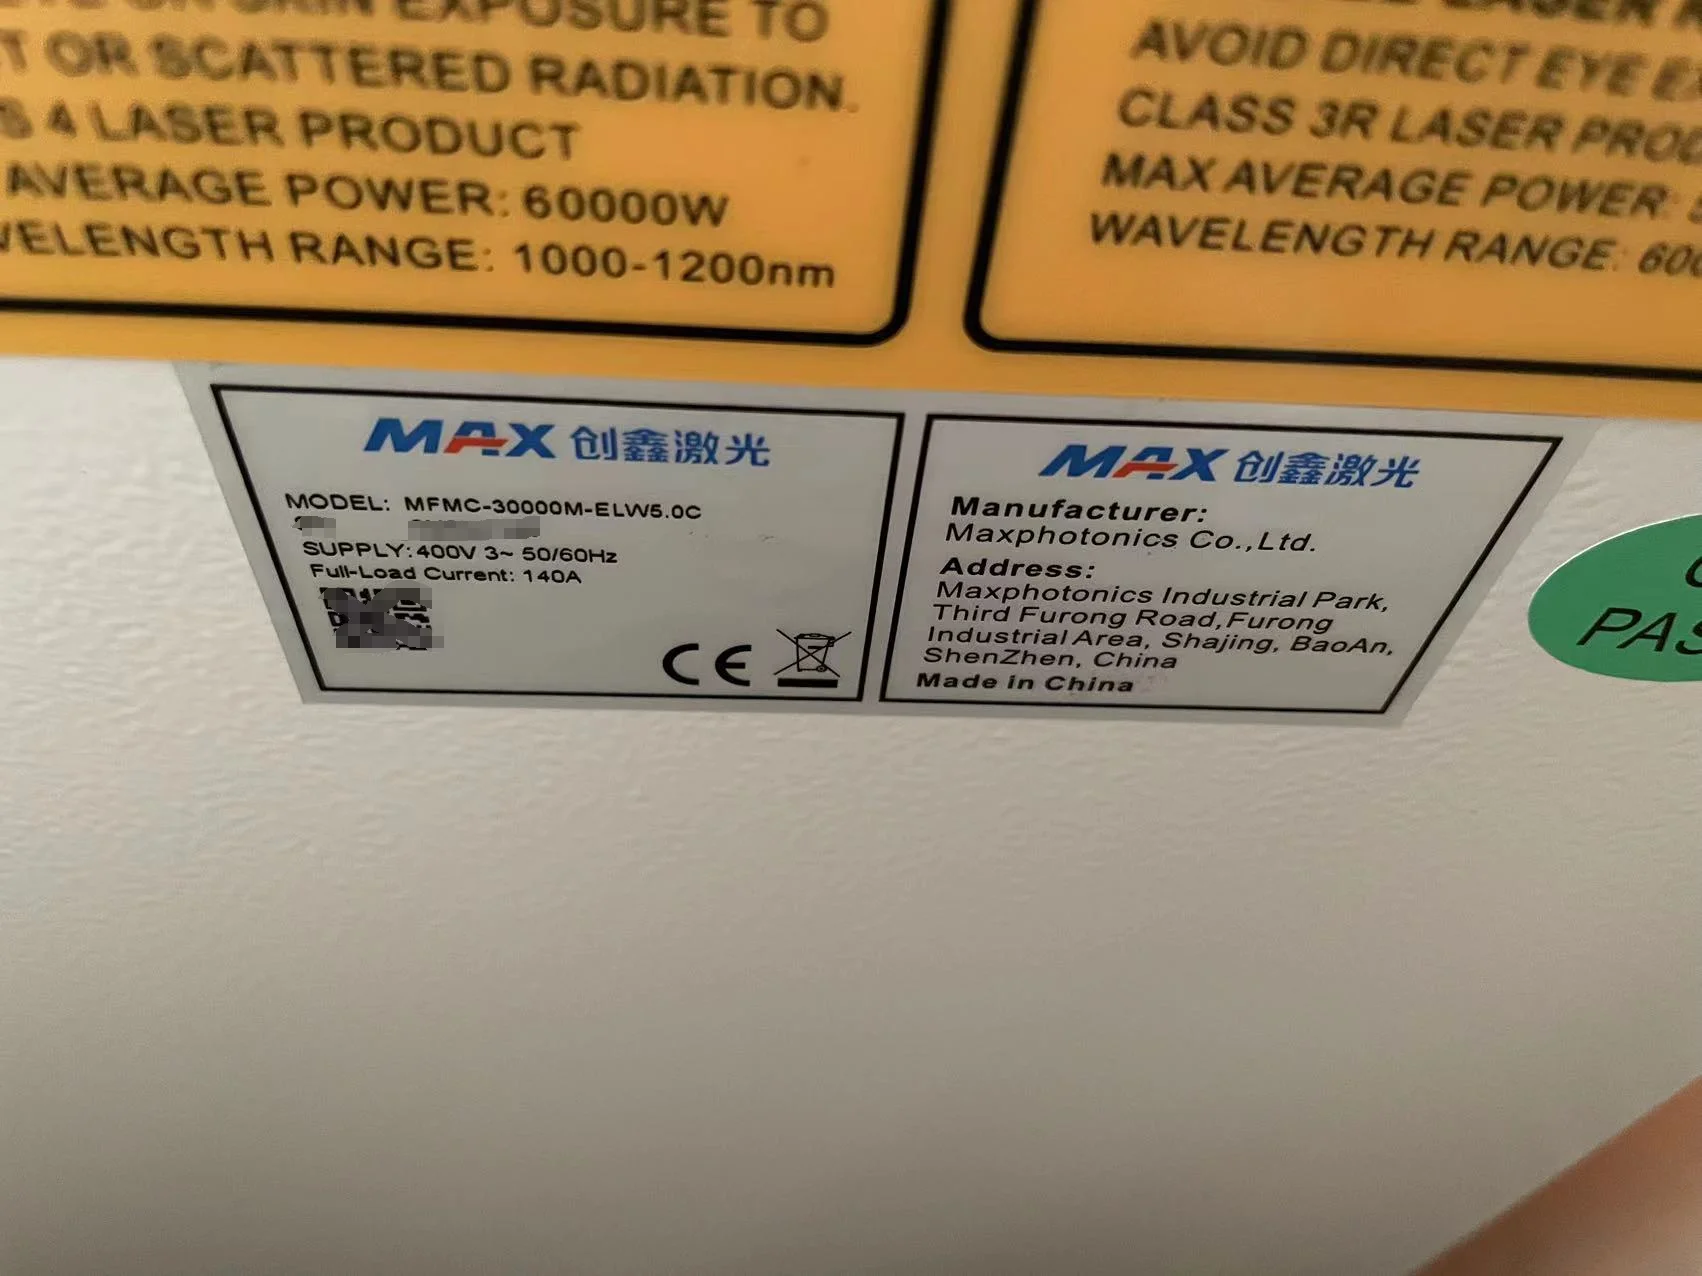 EXPOSURE TO
OR SCATTERED RADIATION.
4 LASER PRODUCT
AVERAGE POWER: 60000W
RANGE: 1000-1200nm
AVOID DIRECT EYE
CLASS 3R LASER
MAX AVERAGE POWER:
WAVELENGTH RANGE:
MAX 创鑫激光
MODEL: MFMC-30000M-ELW5.0C
SUPPLY:400V 3~ 50/60Hz
Full-Load Current: 140A
CE
MAX 创鑫激光
Manufacturer:
Maxphotonics Co.,Ltd.
Address:
Maxphotonics Industrial Park,
Third Furong Road,Furong
Industrial Area, Shajing, BaoAn,
ShenZhen, China
Made in China